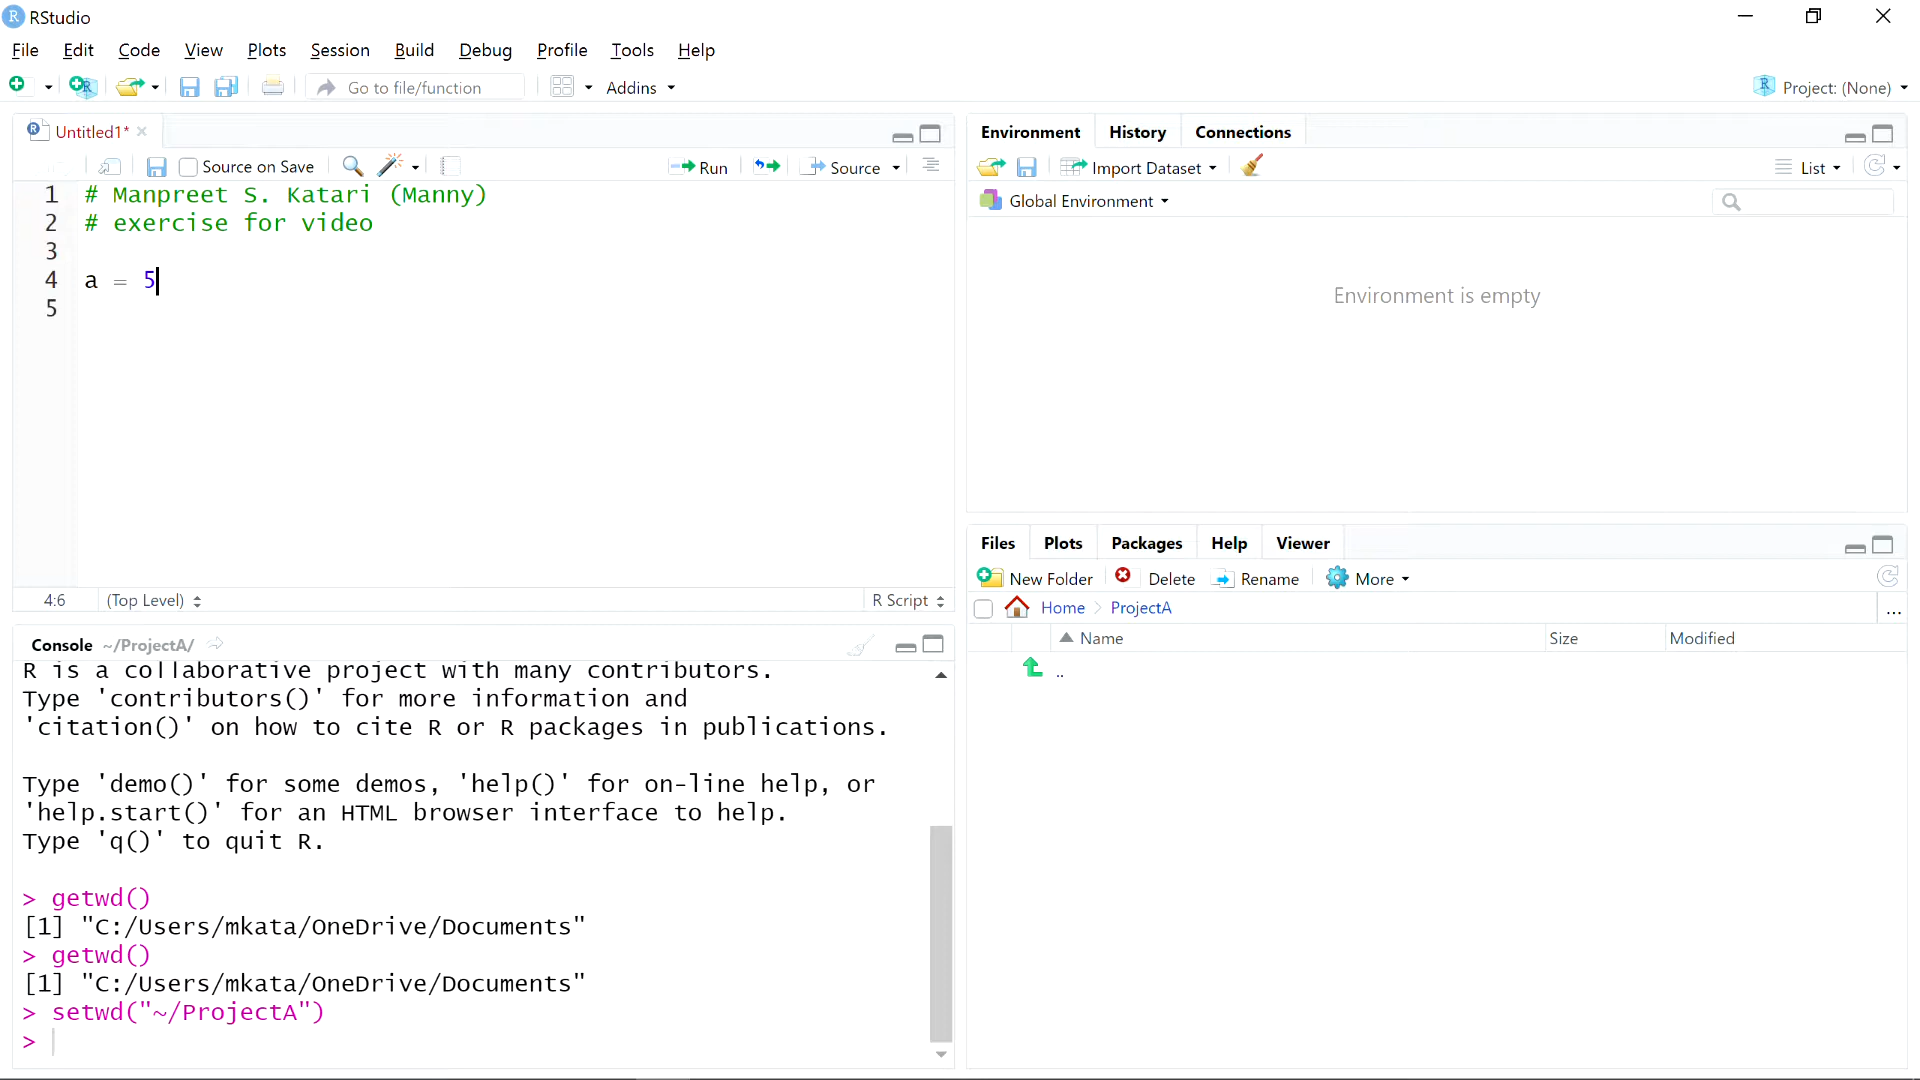 RStudio
File Edit Code View Plots Session Build Debug Profile Tools Help
Go to file/function Addins Project: (None)
Untitled1*
Source on Save Run Source
1 # Manpreet S. Katari (Manny)
2 # exercise for video
3
4 a = 5
5
4:6 (Top Level) R Script
Console ~/ProjectA/
R is a collaborative project with many contributors.
Type 'contributors()' for more information and
'citation()' on how to cite R or R packages in publications.
Type 'demo()' for some demos, 'help()' for on-line help, or
'help.start()' for an HTML browser interface to help.
Type 'q()' to quit R.
> getwd()
[1] "C:/Users/mkata/OneDrive/Documents"
> getwd()
[1] "C:/Users/mkata/OneDrive/Documents"
> setwd("~/ProjectA")
>
Environment History Connections
Import Dataset List
Global Environment
Environment is empty
Files Plots Packages Help Viewer
New Folder Delete Rename More
Home ProjectA ...
Name Size Modified
..